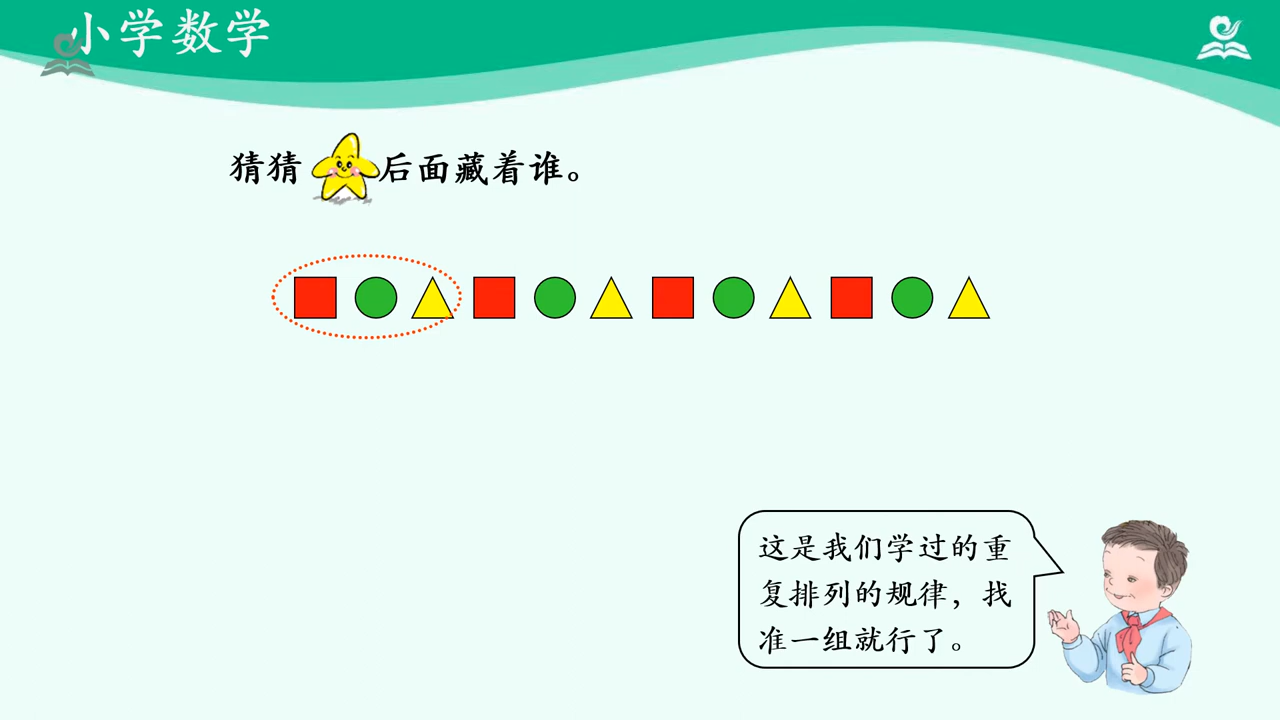 小学数学
猜猜后面藏着谁。
这是我们学过的重
复排列的规律，找
准一组就行了。